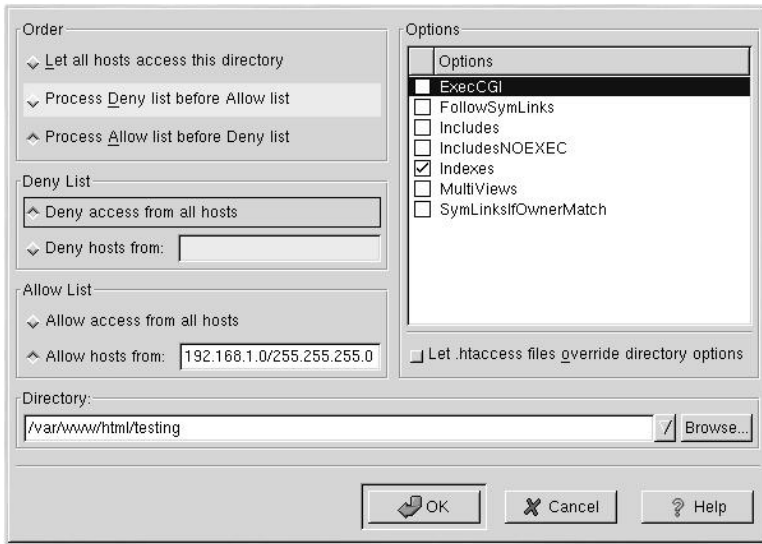 Order
Let all hosts access this directory
Process Deny list before Allow list
Process Allow list before Deny list
Deny List
Deny access from all hosts
Deny hosts from:
Allow List
Allow access from all hosts
Allow hosts from: 192.168.1.0/255.255.255.0
Options
Options
ExecCGI
FollowSymLinks
Includes
IncludesNOEXEC
Indexes
MultiViews
SymLinksIfOwnerMatch
Let .htaccess files override directory options
Directory:
/var/www/html/testing Browse...
OK Cancel Help